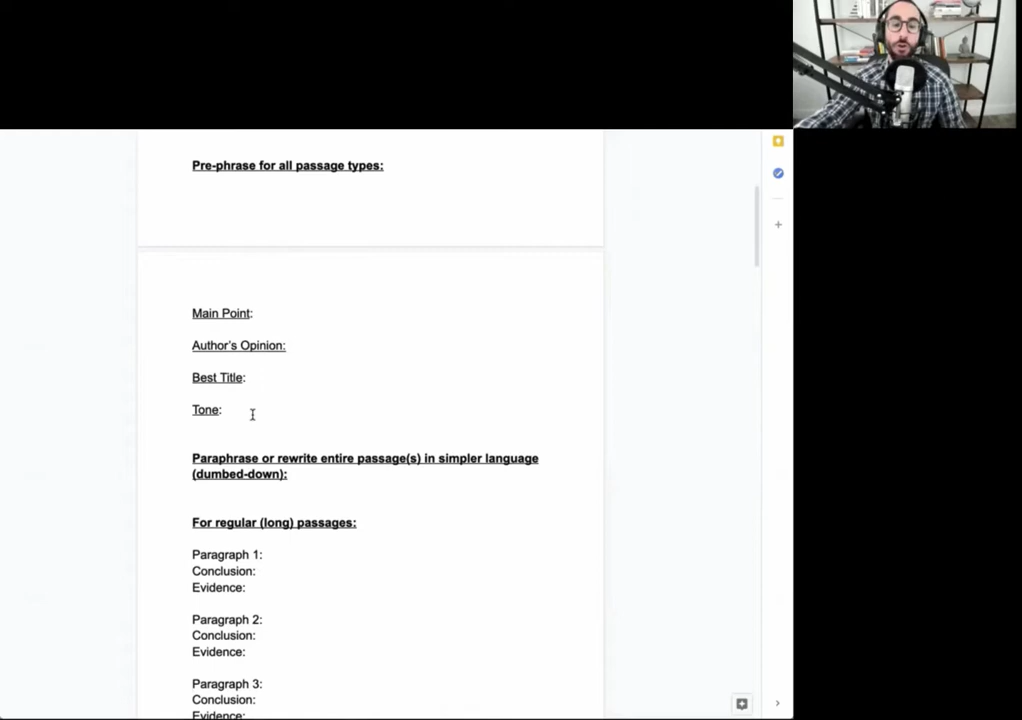 Pre-phrase for all passage types:
Main Point:
Author's Opinion:
Best Title:
Tone:
Paraphrase or rewrite entire passage(s) in simpler language
(dumbed-down):
For regular (long) passages:
Paragraph 1:
Conclusion:
Evidence:
Paragraph 2:
Conclusion:
Evidence:
Paragraph 3:
Conclusion:
Evidence: